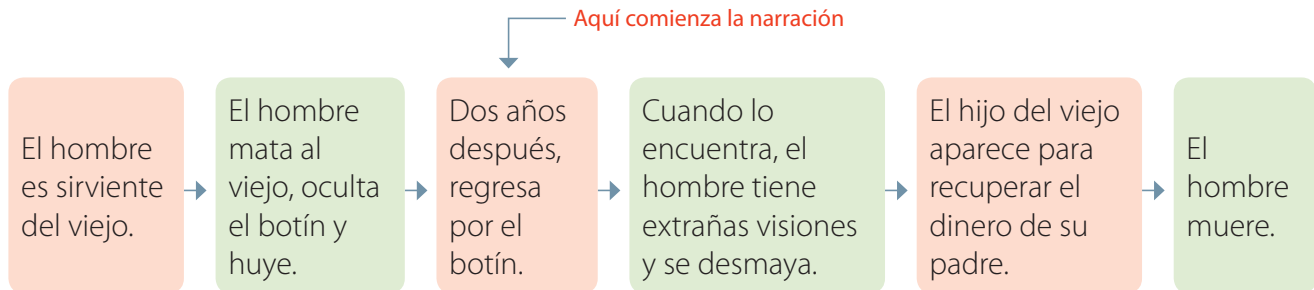 Aquí comienza la narración
El hombre
es sirviente
del viejo.
El hombre
mata al
viejo, oculta
el botín y
huye.
Dos años
después,
regresa
por el
botín.
Cuando lo
encuentra, el
hombre tiene
extrañas visiones
y se desmaya.
El hijo del viejo
aparece para
recuperar el
dinero de su
padre.
El
hombre
muere.